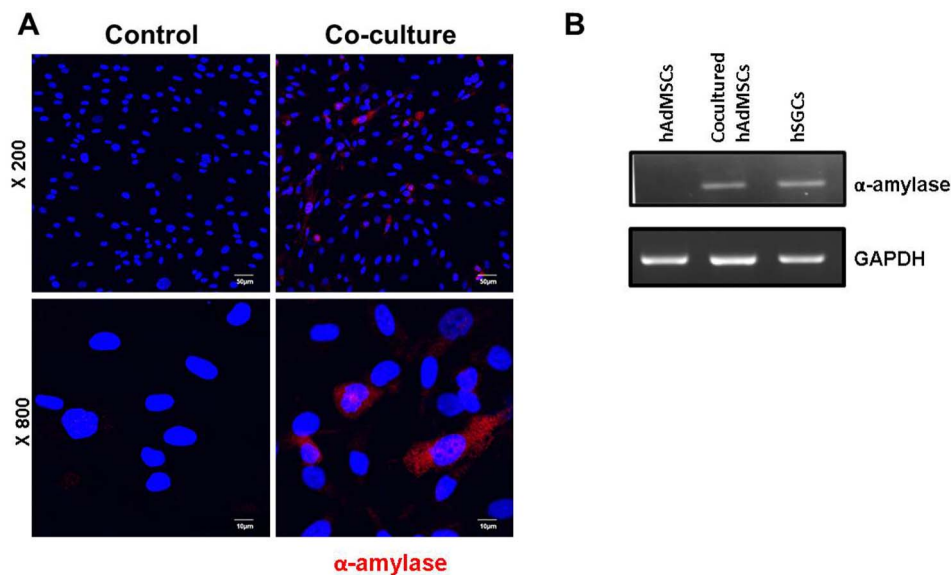 A
Control
Co-culture
X 200
50μm
50μm
X 800
10μm
10μm
α-amylase
B
hAdMSCs
Cocultured
hAdMSCs
hSGCs
α-amylase
GAPDH